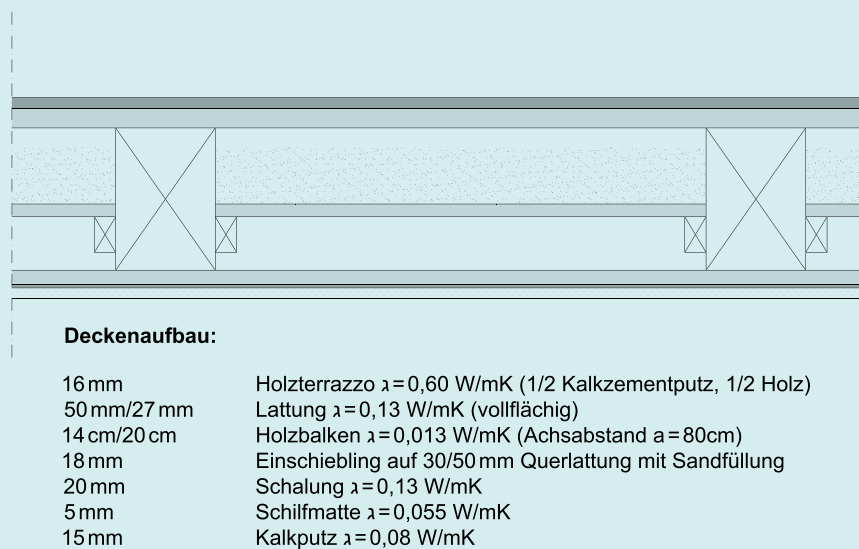 Deckenaufbau:
16 mm Holzterrazzo λ = 0,60 W/mK (1/2 Kalkzementputz, 1/2 Holz)
50 mm/27 mm Lattung λ = 0,13 W/mK (vollflächig)
14 cm/20 cm Holzbalken λ = 0,013 W/mK (Achsabstand a = 80cm)
18 mm Einschiebling auf 30/50 mm Querlattung mit Sandfüllung
20 mm Schalung λ = 0,13 W/mK
5 mm Schilfmatte λ = 0,055 W/mK
15 mm Kalkputz λ = 0,08 W/mK